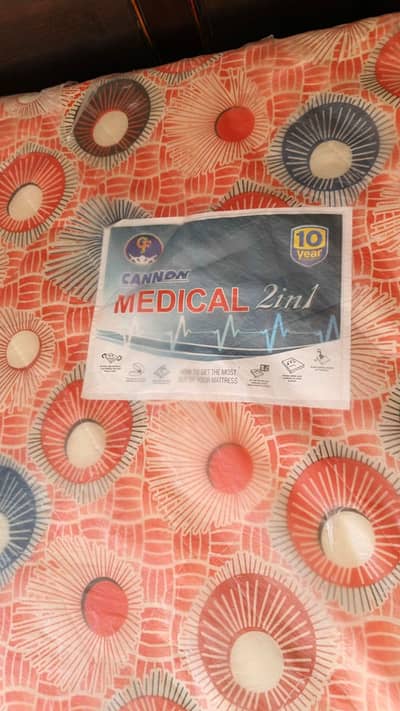 10
year
CANNON
MEDICAL 2in1
HOW TO GET THE MOST
OUT OF YOUR MATTRESS